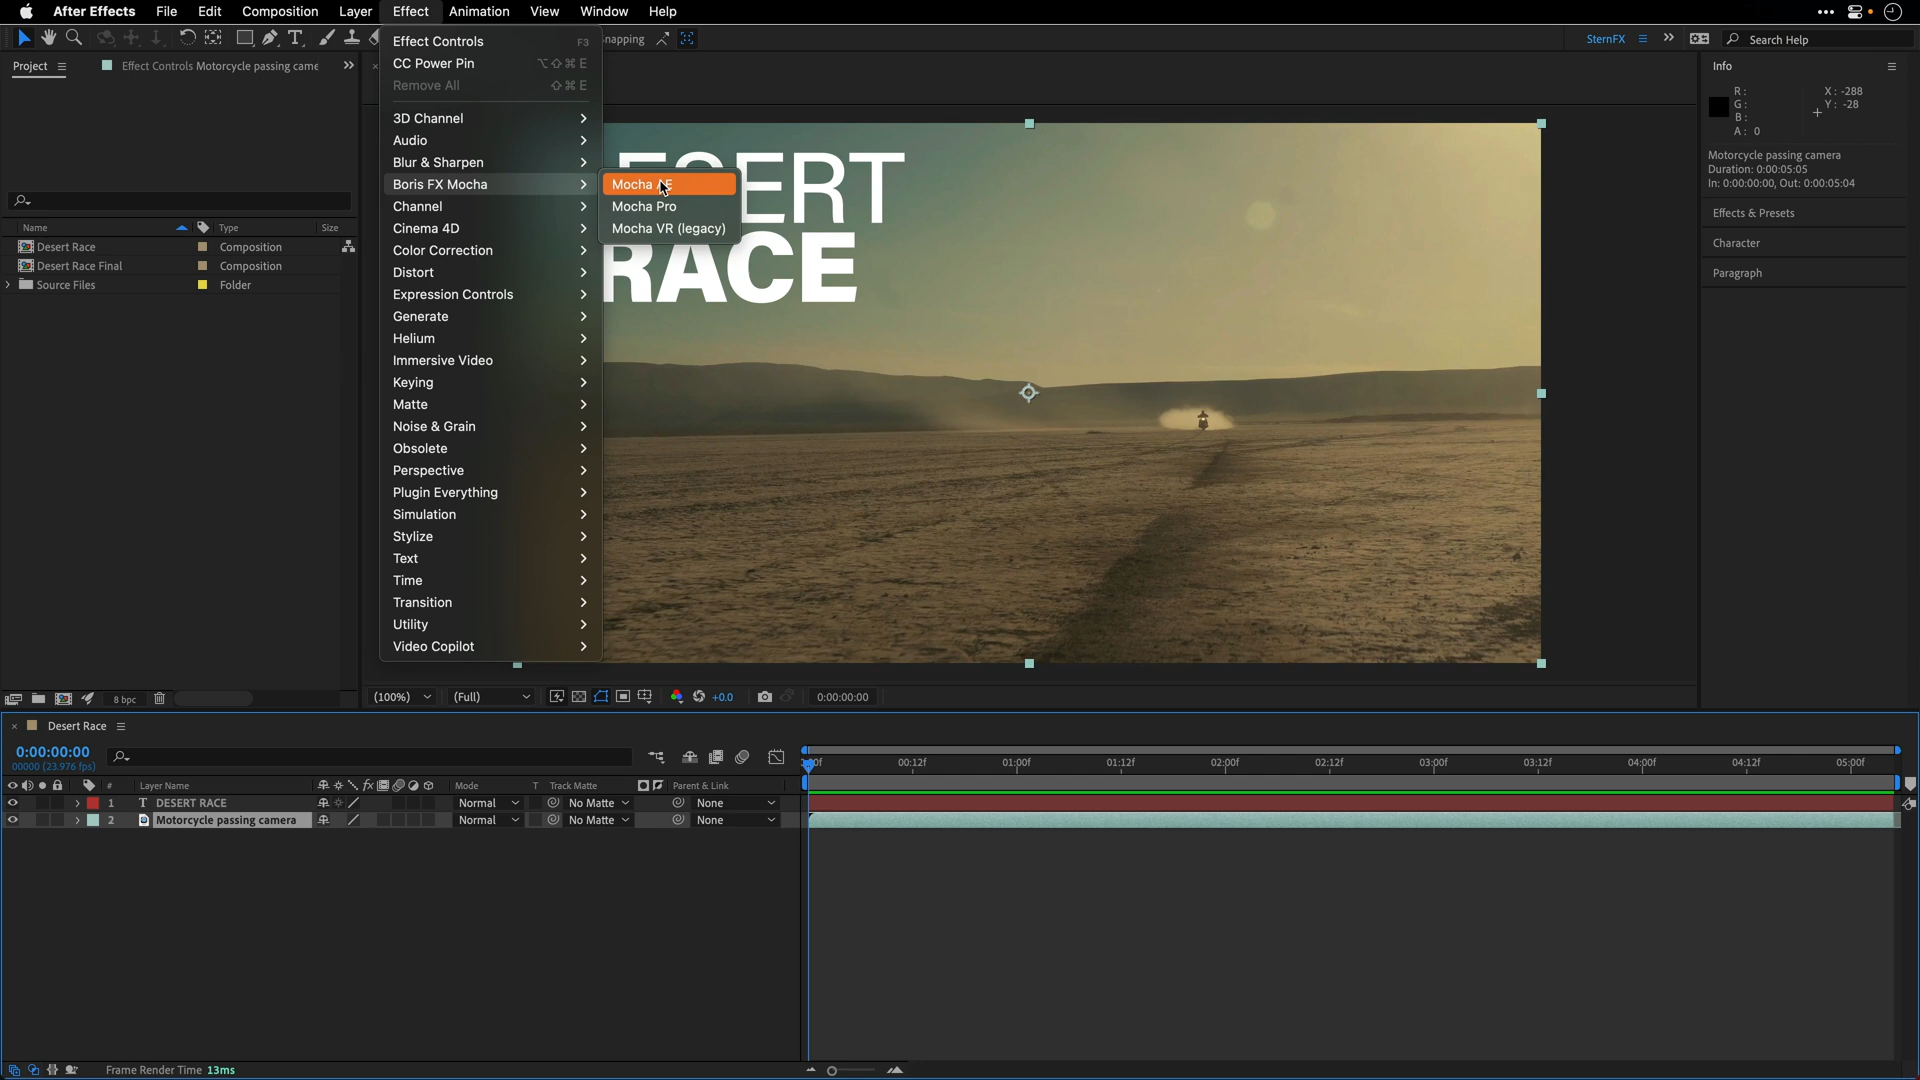 After Effects File Edit Composition Layer Effect Animation View Window Help
SternFX Search Help
Project Effect Controls Motorcycle passing came
Name Type Size
Desert Race Composition
Desert Race Final Composition
Source Files Folder
8 bpc
Effect Controls F3
CC Power Pin ⌥⇧⌘E
Remove All ⇧⌘E
3D Channel
Audio
Blur & Sharpen
Boris FX Mocha
Channel
Cinema 4D
Color Correction
Distort
Expression Controls
Generate
Helium
Immersive Video
Keying
Matte
Noise & Grain
Obsolete
Perspective
Plugin Everything
Simulation
Stylize
Text
Time
Transition
Utility
Video Copilot
Mocha AE
Mocha Pro
Mocha VR (legacy)
RACE
(100%) (Full) +0.0 0:00:00:00
Info
R: X: -288
G: Y: -28
B:
A: 0
Motorcycle passing camera
Duration: 0:00:05:05
In: 0:00:00:00, Out: 0:00:05:04
Effects & Presets
Character
Paragraph
Desert Race
0:00:00:00
00000 (23.976 fps)
00:12f 01:00f 01:12f 02:00f 02:12f 03:00f 03:12f 04:00f 04:12f 05:00f
# Layer Name Mode T Track Matte Parent & Link
1 T DESERT RACE Normal No Matte None
2 Motorcycle passing camera Normal No Matte None
Frame Render Time 13ms